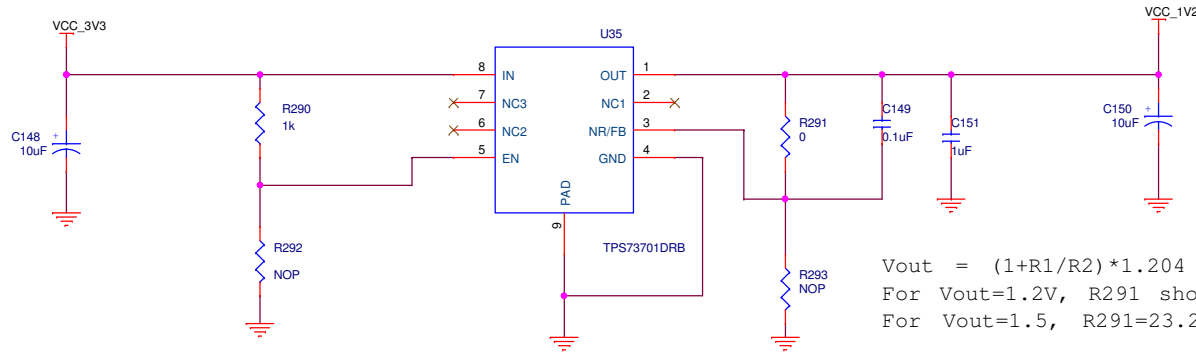 VCC_3V3
VCC_1V2
U35
8 IN
OUT 1
7 NC3
NC1 2
6 NC2
NR/FB 3
5 EN
GND 4
PAD
9
TPS73701DRB
C148
10uF
+
R290
1k
R292
NOP
R291
0
C149
0.1uF
C151
1uF
C150
10uF
+
R293
NOP
Vout = (1+R1/R2)*1.204
For Vout=1.2V, R291 sho
For Vout=1.5, R291=23.2